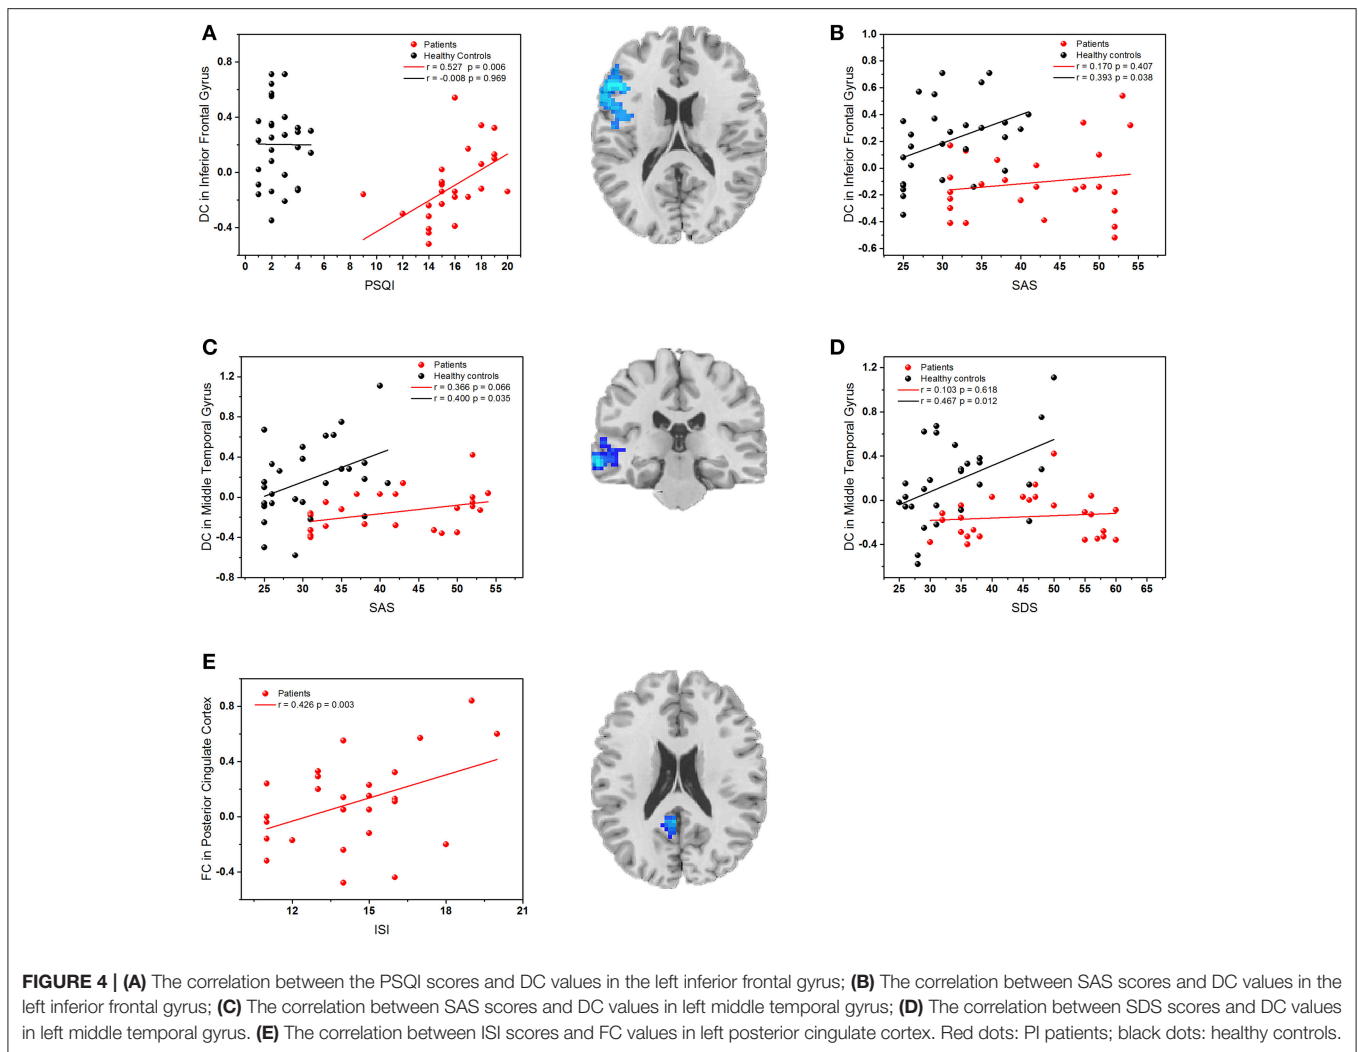 A
Patients
Healthy Controls
r = 0.527 p = 0.006
r = -0.008 p = 0.969
0.8
0.4
0.0
-0.4
DC in Inferior Frontal Gyrus
0 2 4 6 8 10 12 14 16 18 20
PSQI
B
Patients
Healthy Controls
r = 0.170 p = 0.407
r = 0.393 p = 0.038
1.0
0.8
0.6
0.4
0.2
0.0
-0.2
-0.4
-0.6
DC in Inferior Frontal Gyrus
25 30 35 40 45 50 55
SAS
C
Patients
Healthy controls
r = 0.366 p = 0.066
r = 0.400 p = 0.035
1.2
0.8
0.4
0.0
-0.4
-0.8
DC in Middle Temporal Gyrus
25 30 35 40 45 50 55
SAS
D
Patients
Healthy controls
r = 0.103 p = 0.618
r = 0.467 p = 0.012
1.2
0.8
0.4
0.0
-0.4
DC in Middle Temporal Gyrus
25 30 35 40 45 50 55 60 65
SDS
E
Patients
r = 0.426 p = 0.003
0.8
0.4
0.0
-0.4
FC in Posterior Cingulate Cortex
12 15 18 21
ISI
FIGURE 4 | (A) The correlation between the PSQI scores and DC values in the left inferior frontal gyrus; (B) The correlation between SAS scores and DC values in the
left inferior frontal gyrus; (C) The correlation between SAS scores and DC values in left middle temporal gyrus; (D) The correlation between SDS scores and DC values
in left middle temporal gyrus. (E) The correlation between ISI scores and FC values in left posterior cingulate cortex. Red dots: PI patients; black dots: healthy controls.